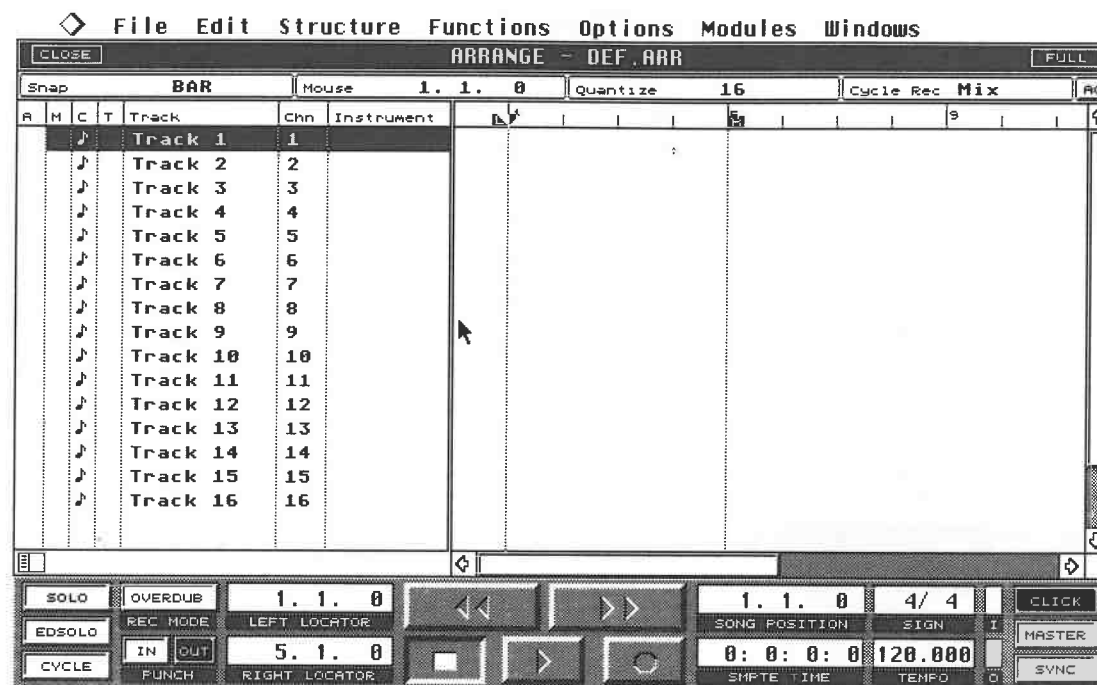 File Edit Structure Functions Options Modules Windows
CLOSE ARRANGE - DEF.ARR FULL
Snap BAR Mouse 1. 1. 0 Quantize 16 Cycle Rec Mix
A M C T Track Chn Instrument 1 5 9
Track 1 1
Track 2 2
Track 3 3
Track 4 4
Track 5 5
Track 6 6
Track 7 7
Track 8 8
Track 9 9
Track 10 10
Track 11 11
Track 12 12
Track 13 13
Track 14 14
Track 15 15
Track 16 16
SOLO OVERDUB 1. 1. 0 1. 1. 0 4/ 4 CLICK
REC MODE LEFT LOCATOR SONG POSITION SIGN I
EDSOLO MASTER
IN OUT 5. 1. 0 0: 0: 0: 0 120.000
CYCLE PUNCH RIGHT LOCATOR SMPTE TIME TEMPO O SYNC